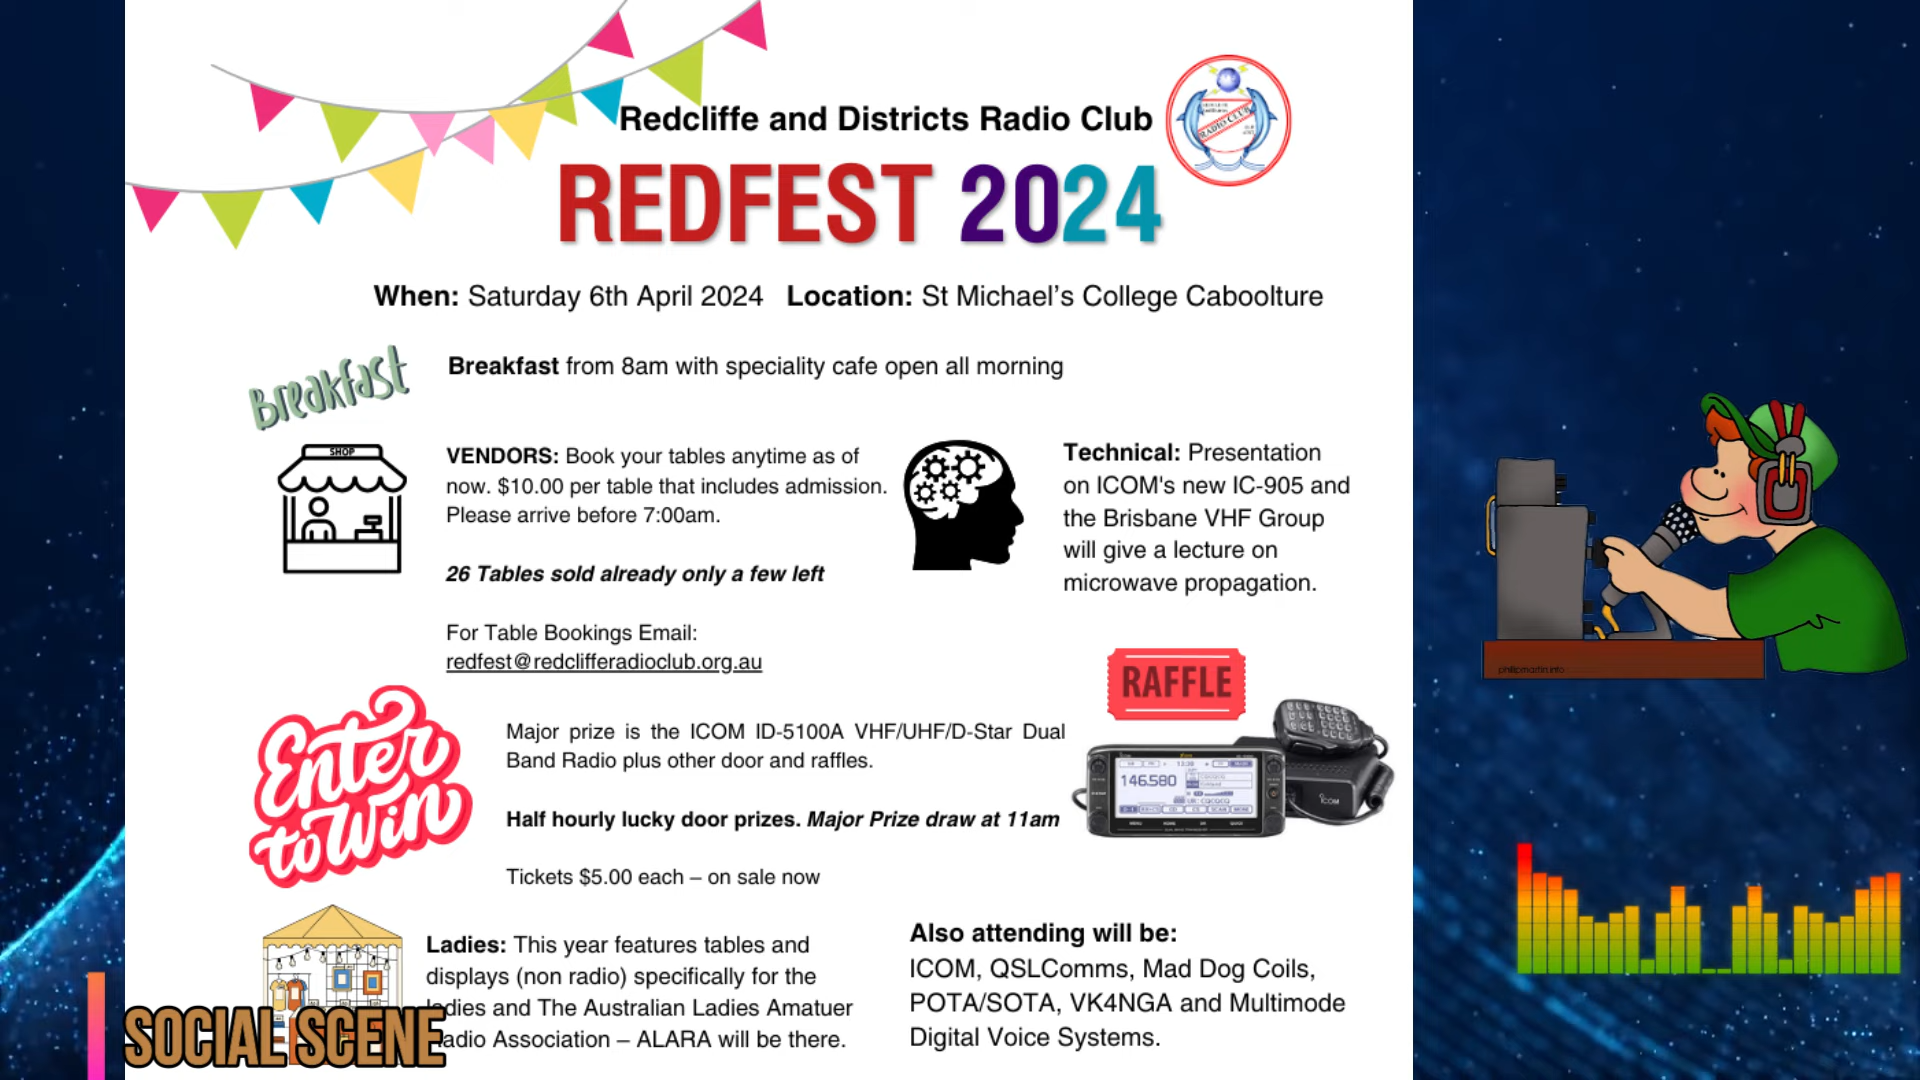 Redcliffe and Districts Radio Club
RADIO CLUB
REDFEST 2024
When: Saturday 6th April 2024 Location: St Michael's College Caboolture
Breakfast
Breakfast from 8am with speciality cafe open all morning
SHOP
VENDORS: Book your tables anytime as of
now. $10.00 per table that includes admission.
Please arrive before 7:00am.
26 Tables sold already only a few left
For Table Bookings Email:
redfest@redclifferadioclub.org.au
Technical: Presentation
on ICOM's new IC-905 and
the Brisbane VHF Group
will give a lecture on
microwave propagation.
phillipmartin.info
RAFFLE
Enter
to Win
Major prize is the ICOM ID-5100A VHF/UHF/D-Star Dual
Band Radio plus other door and raffles.
Half hourly lucky door prizes. Major Prize draw at 11am
Tickets $5.00 each – on sale now
146.580
ICOM
Ladies: This year features tables and
displays (non radio) specifically for the
ladies and The Australian Ladies Amatuer
Radio Association – ALARA will be there.
Also attending will be:
ICOM, QSLComms, Mad Dog Coils,
POTA/SOTA, VK4NGA and Multimode
Digital Voice Systems.
SOCIAL SCENE